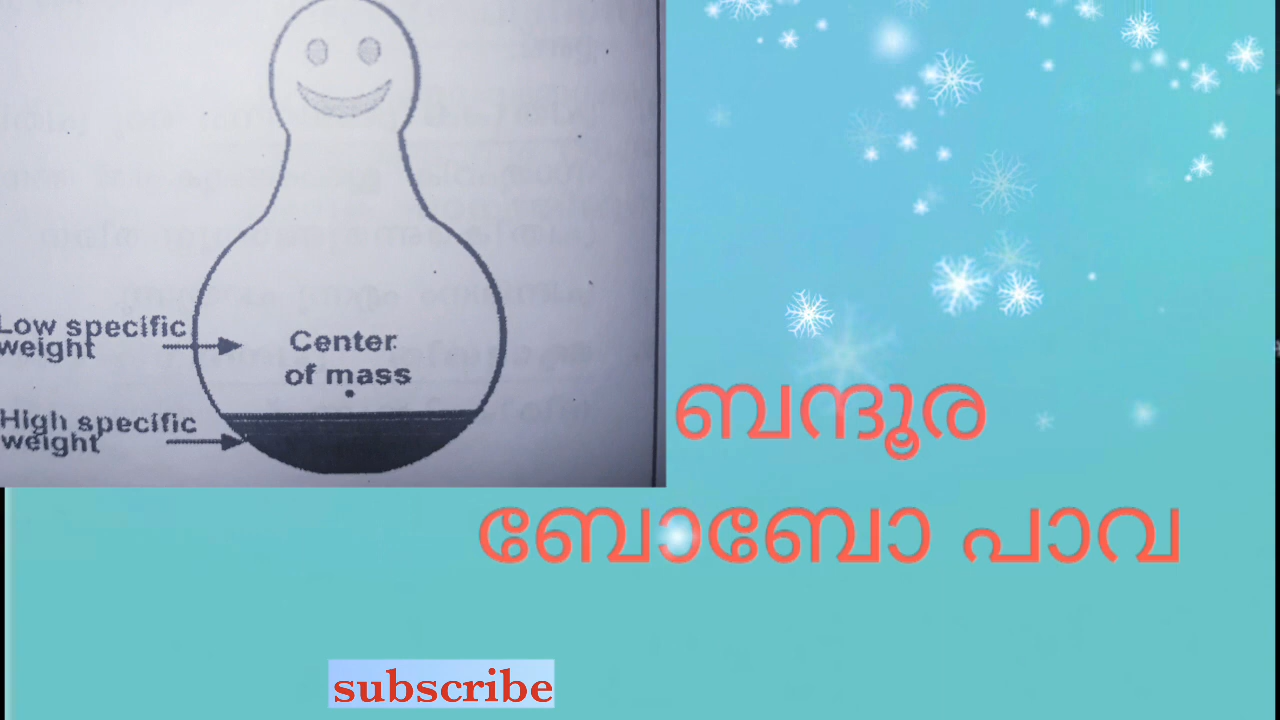 Low specific
weight
Center
of mass
High specific
weight
ബന്ദൂര
ബോബോ പാവ
subscribe